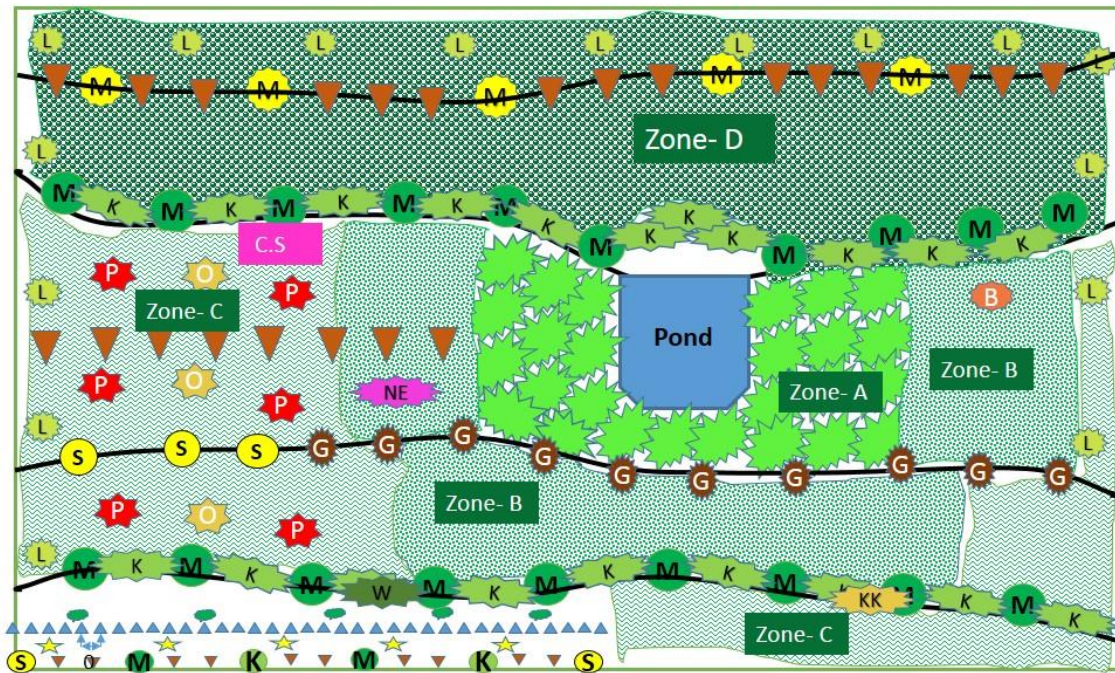 L L L L L L L L L
M M M M M
Zone- D
L L
M K M K M K M K M K M K K K M K M K M K M
C.S
P O P
L Zone- C B L
Pond
Zone- B
P O P NE Zone- A
L L
S S S G G G G G G G G G G
P O P Zone- B
L M K M K M W M K M K M K M K KK M K M K
Zone- C
S 0 M K M K S